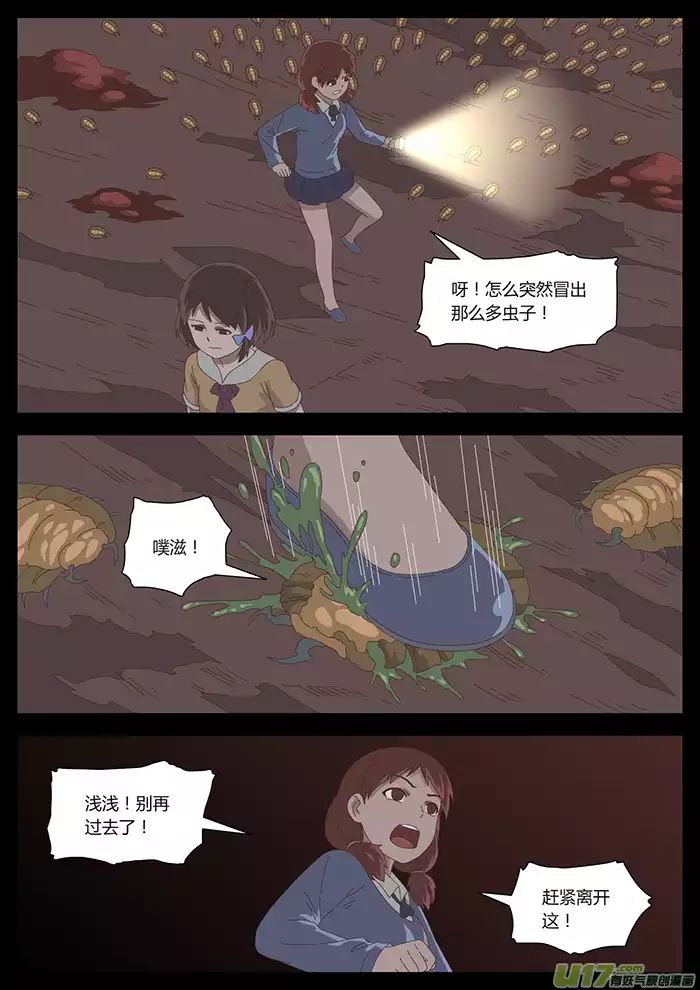 呀！怎么突然冒出
那么多虫子！
噗滋！
浅浅！别再
过去了！
赶紧离开
这！
U17.com
有妖气原创漫画